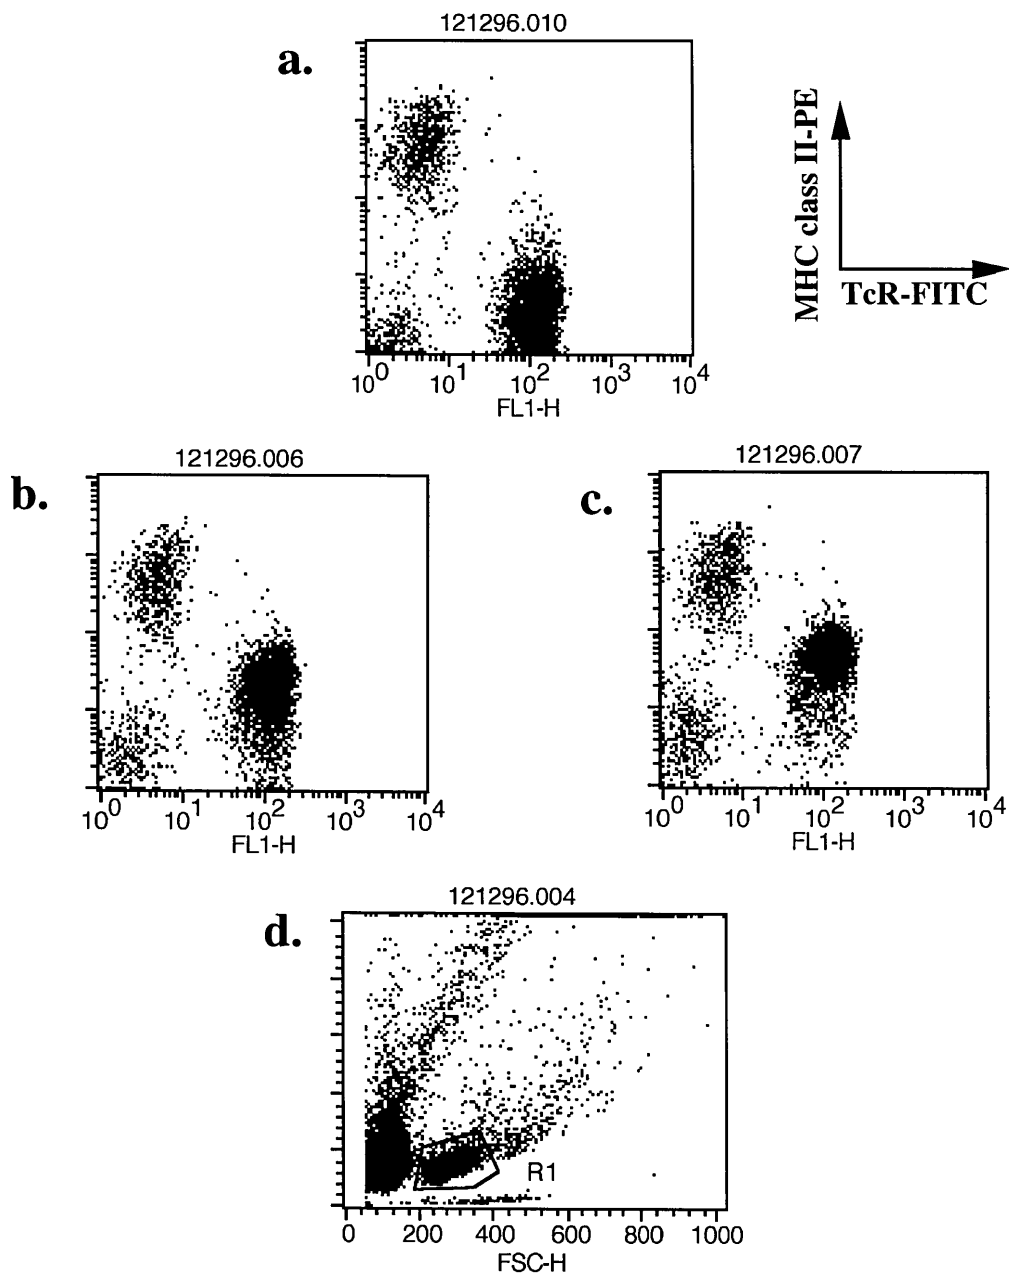 121296.010
a.
MHC class II-PE
TcR-FITC
10^0 10^1 10^2 10^3 10^4
FL1-H
121296.006
b.
10^0 10^1 10^2 10^3 10^4
FL1-H
121296.007
c.
10^0 10^1 10^2 10^3 10^4
FL1-H
121296.004
d.
R1
0 200 400 600 800 1000
FSC-H